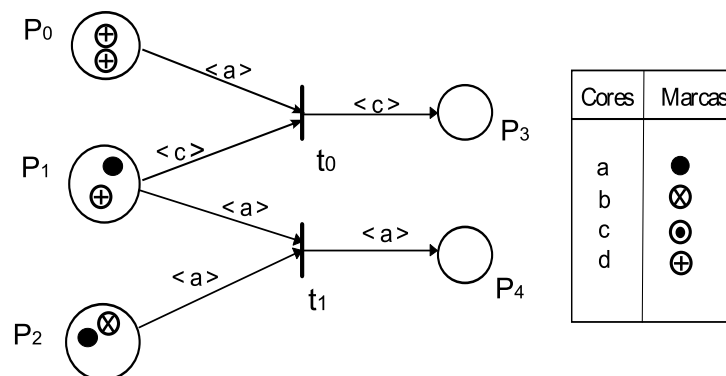 P0
<a>
<c>
P3
t0
P1
<c>
<a>
<a>
P4
t1
<a>
P2
Cores Marcas
a
b
c
d